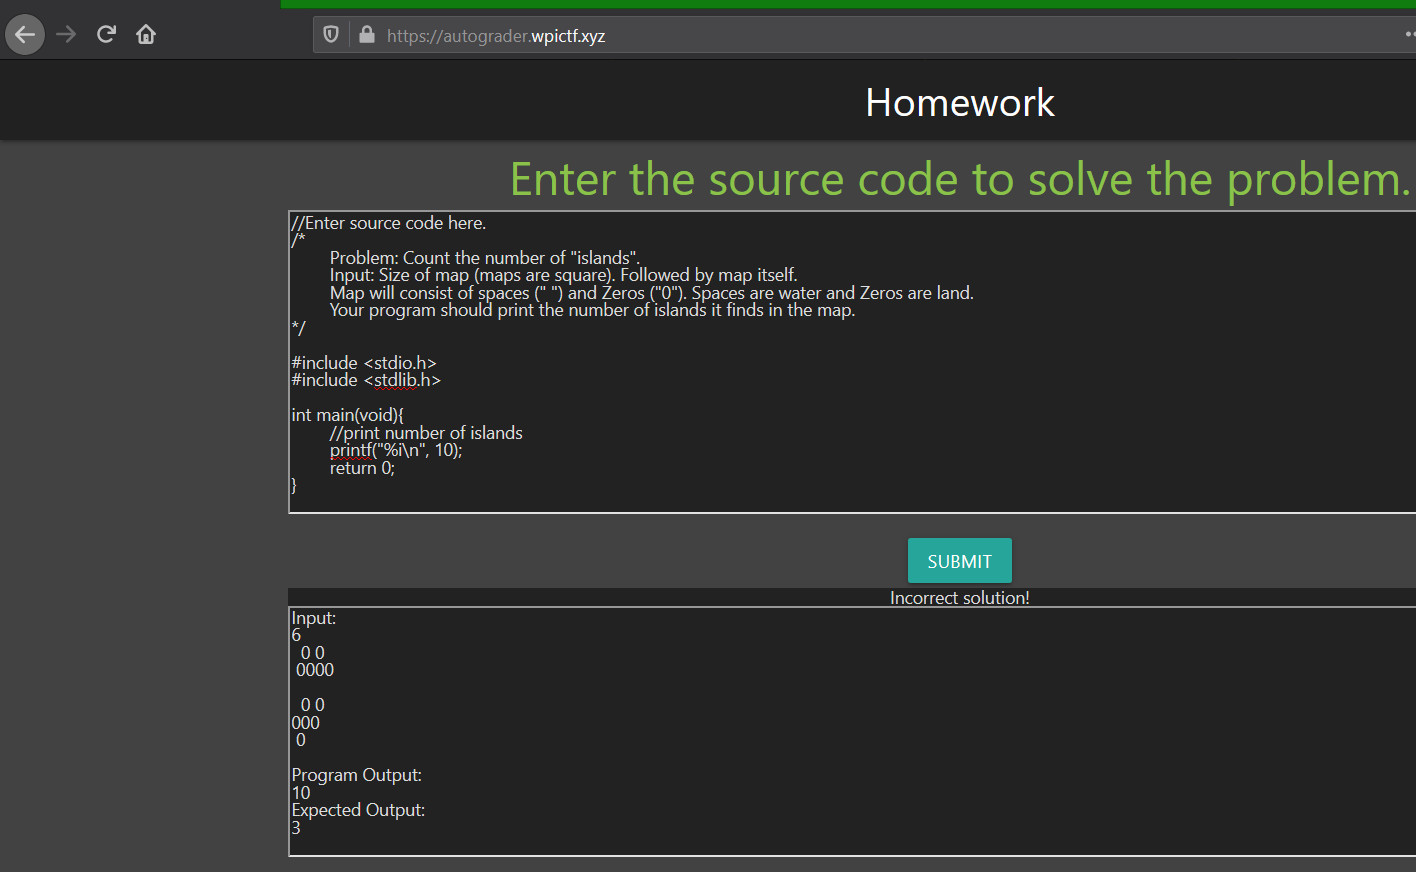 https://autograder.wpictf.xyz
Homework
Enter the source code to solve the problem.
//Enter source code here.
/*
Problem: Count the number of "islands".
Input: Size of map (maps are square). Followed by map itself.
Map will consist of spaces (" ") and Zeros ("0"). Spaces are water and Zeros are land.
Your program should print the number of islands it finds in the map.
*/
#include <stdio.h>
#include <stdlib.h>
int main(void){
//print number of islands
printf("%i\n", 10);
return 0;
}
SUBMIT
Incorrect solution!
Input:
6
  0 0
 0000
  0 0
000
 0
Program Output:
10
Expected Output:
3